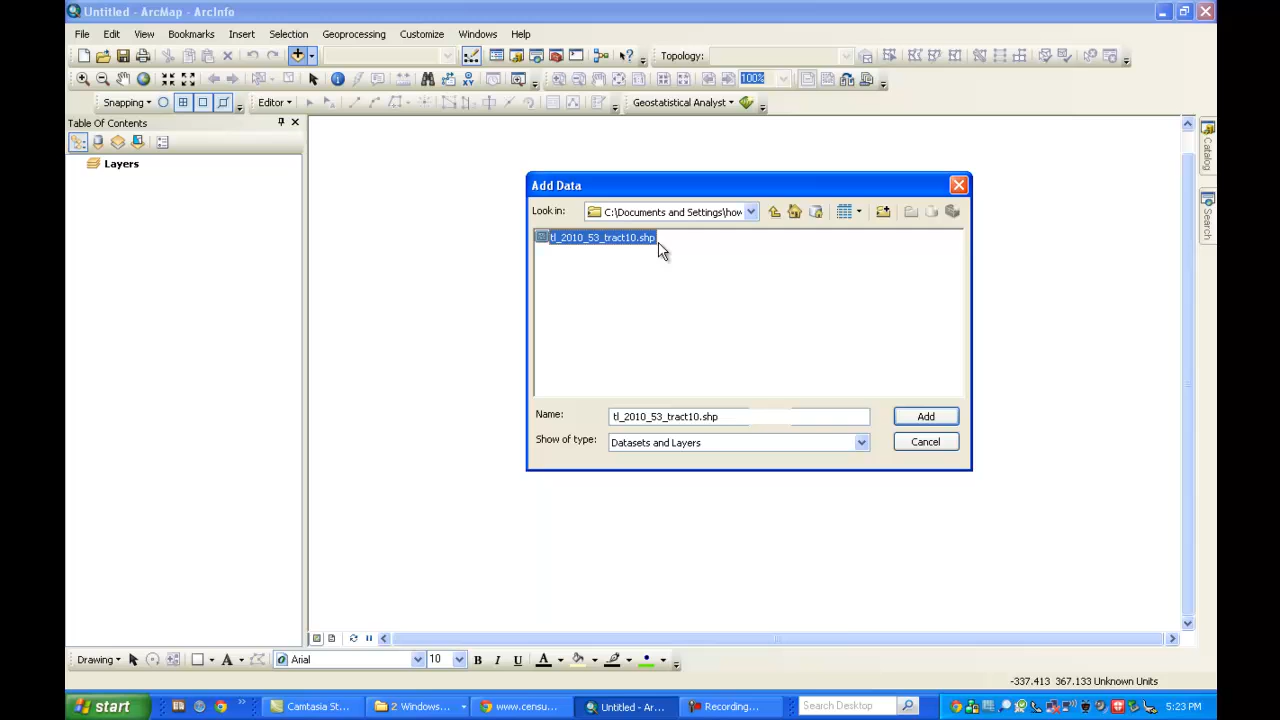 Untitled - ArcMap - ArcInfo
File Edit View Bookmarks Insert Selection Geoprocessing Customize Windows Help
Topology:
100%
Snapping Editor Geostatistical Analyst
Table Of Contents
Layers
Catalog
Search
Add Data
Look in: C:\Documents and Settings\how
tl_2010_53_tract10.shp
Name: tl_2010_53_tract10.shp Add
Show of type: Datasets and Layers Cancel
Drawing A Arial 10 B I U A
-337.413 367.133 Unknown Units
start Camtasia St... 2 Windows... www.censu... Untitled - Ar... Recording... Search Desktop 5:23 PM